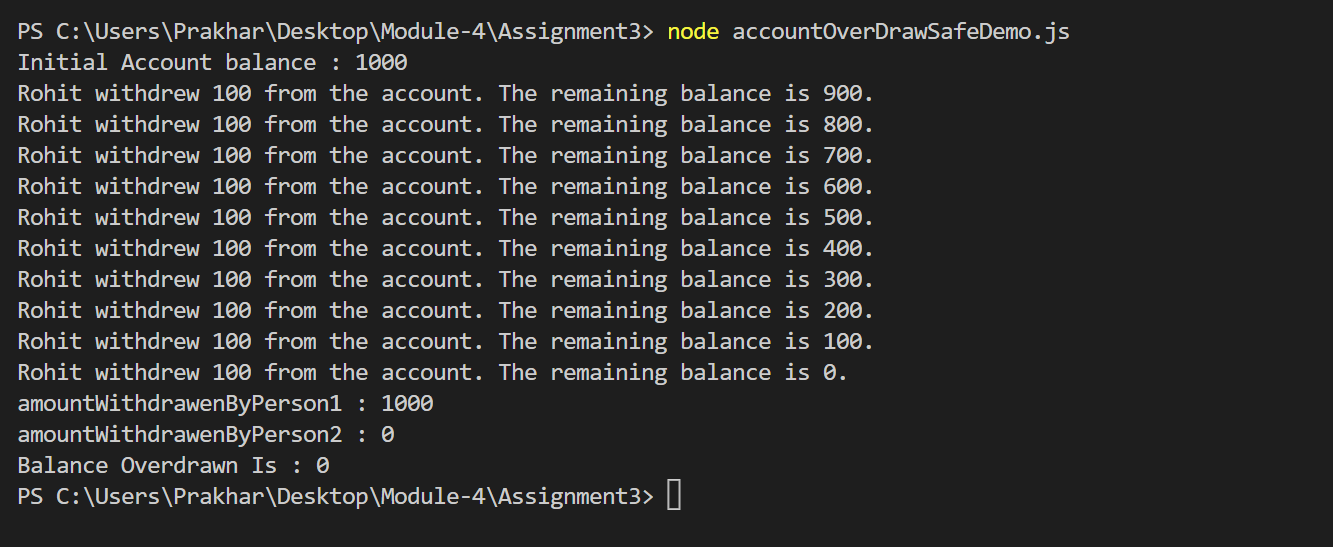 PS C:\Users\Prakhar\Desktop\Module-4\Assignment3> node accountOverDrawSafeDemo.js
Initial Account balance : 1000
Rohit withdrew 100 from the account. The remaining balance is 900.
Rohit withdrew 100 from the account. The remaining balance is 800.
Rohit withdrew 100 from the account. The remaining balance is 700.
Rohit withdrew 100 from the account. The remaining balance is 600.
Rohit withdrew 100 from the account. The remaining balance is 500.
Rohit withdrew 100 from the account. The remaining balance is 400.
Rohit withdrew 100 from the account. The remaining balance is 300.
Rohit withdrew 100 from the account. The remaining balance is 200.
Rohit withdrew 100 from the account. The remaining balance is 100.
Rohit withdrew 100 from the account. The remaining balance is 0.
amountWithdrawenByPerson1 : 1000
amountWithdrawenByPerson2 : 0
Balance Overdrawn Is : 0
PS C:\Users\Prakhar\Desktop\Module-4\Assignment3>